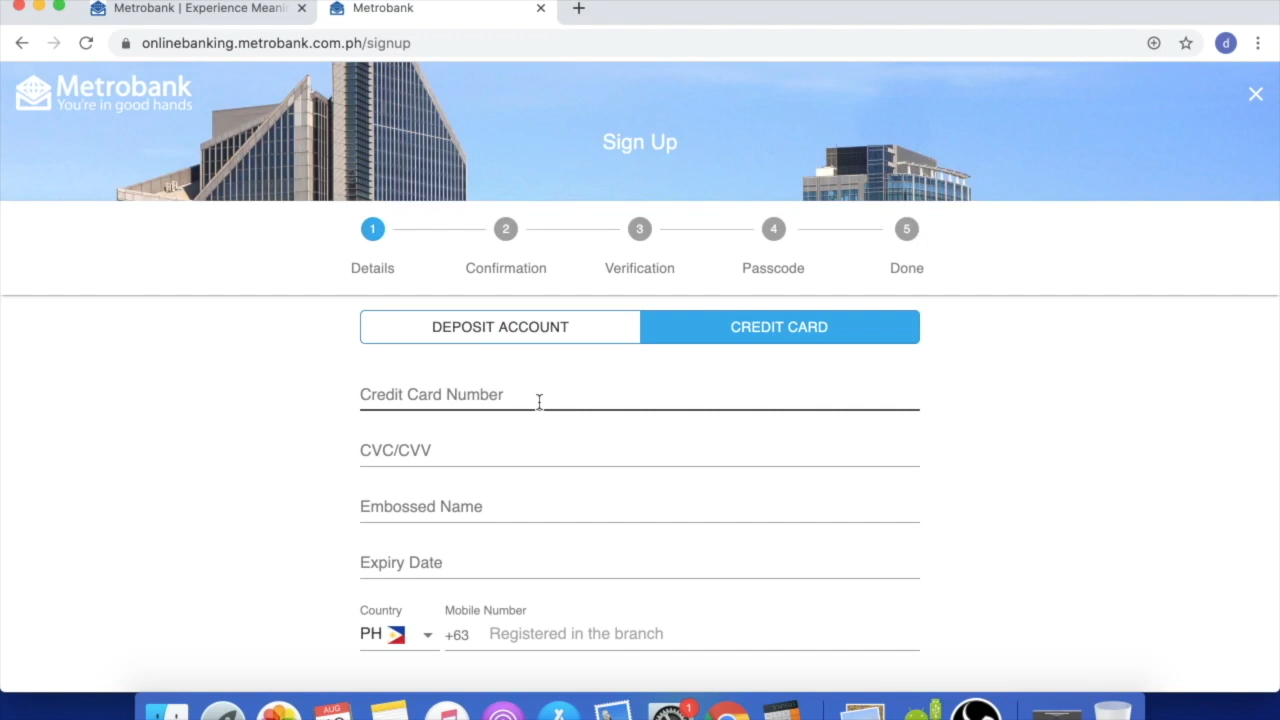 Metrobank | Experience Meani
Metrobank
onlinebanking.metrobank.com.ph/signup
d
Metrobank
You're in good hands
Sign Up
1
2
3
4
5
Details
Confirmation
Verification
Passcode
Done
DEPOSIT ACCOUNT
CREDIT CARD
Credit Card Number
CVC/CVV
Embossed Name
Expiry Date
Country
Mobile Number
PH
+63
Registered in the branch
AUG
1